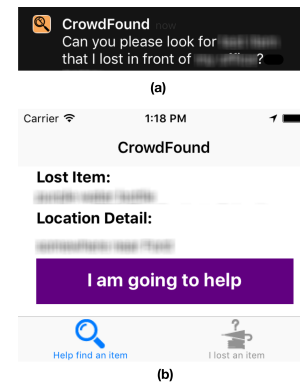 CrowdFound now
Can you please look for
that I lost in front of ?
(a)
Carrier 1:18 PM
CrowdFound
Lost Item:
Location Detail:
I am going to help
Help find an item
I lost an item
(b)